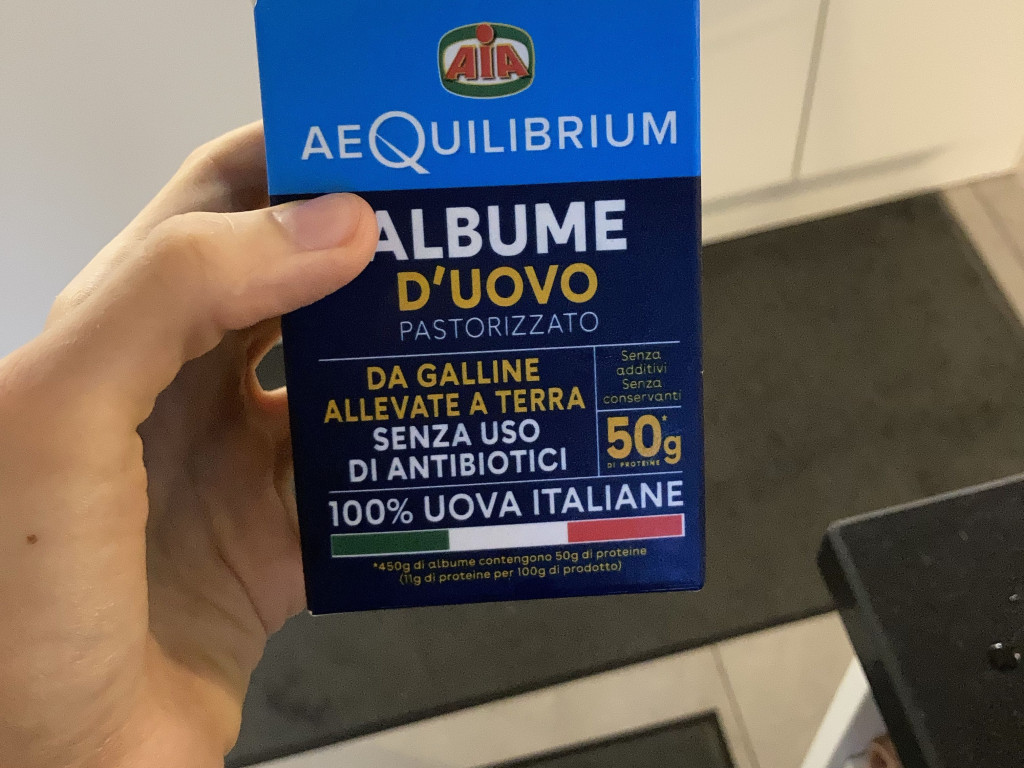 AIA
AEQUILIBRIUM
ALBUME
D'UOVO
PASTORIZZATO
DA GALLINE
ALLEVATE A TERRA
SENZA USO
DI ANTIBIOTICI
Senza
additivi
Senza
conservanti
50g*
DI PROTEINE
100% UOVA ITALIANE
*450g di albume contengono 50g di proteine
(11g di proteine per 100g di prodotto)